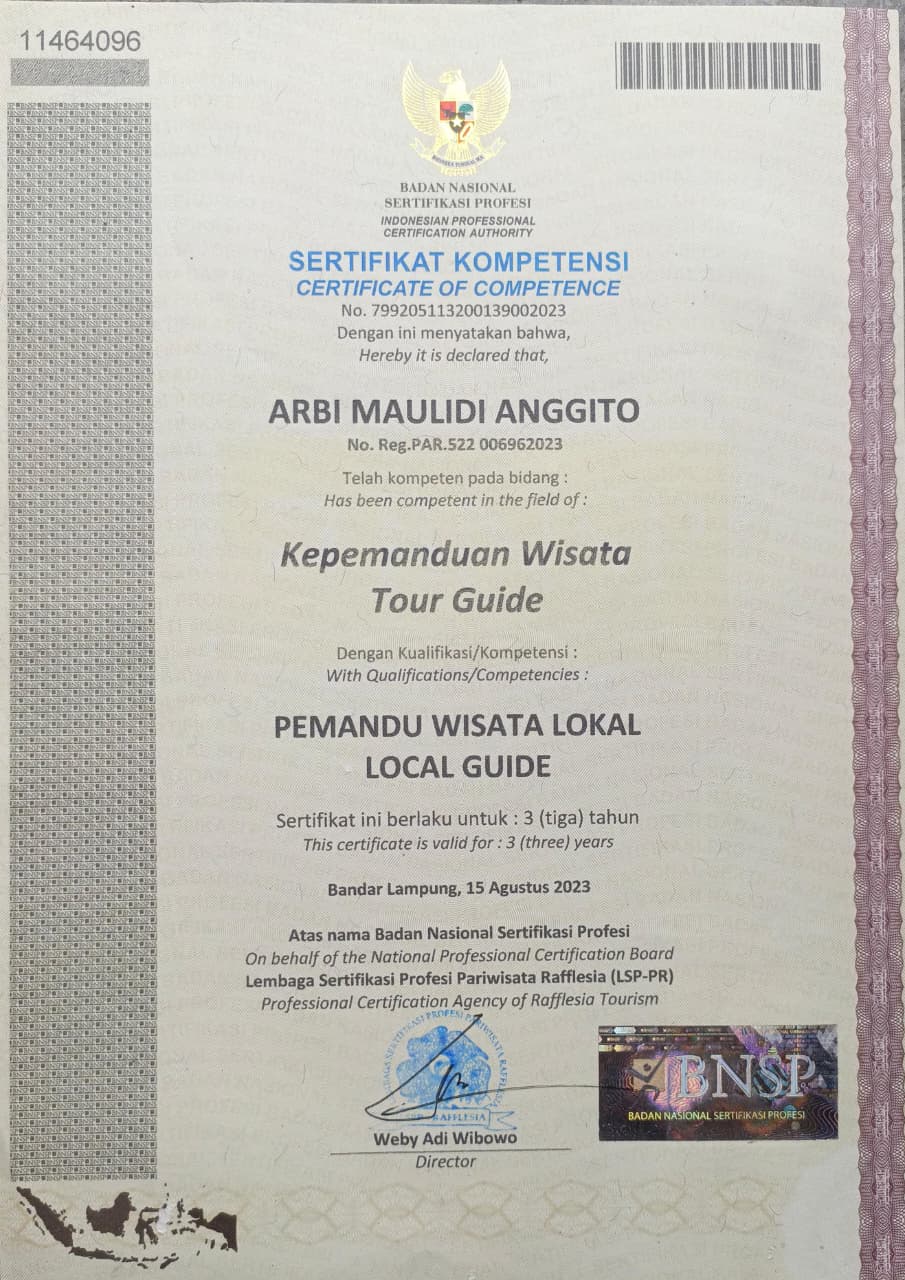 11464096
BADAN NASIONAL
SERTIFIKASI PROFESI
INDONESIAN PROFESSIONAL
CERTIFICATION AUTHORITY
SERTIFIKAT KOMPETENSI
CERTIFICATE OF COMPETENCE
No. 799205113200139002023
Dengan ini menyatakan bahwa,
Hereby it is declared that,
ARBI MAULIDI ANGGITO
No. Reg.PAR.522 006962023
Telah kompeten pada bidang :
Has been competent in the field of :
Kepemanduan Wisata
Tour Guide
Dengan Kualifikasi/Kompetensi :
With Qualifications/Competencies :
PEMANDU WISATA LOKAL
LOCAL GUIDE
Sertifikat ini berlaku untuk : 3 (tiga) tahun
This certificate is valid for : 3 (three) years
Bandar Lampung, 15 Agustus 2023
Atas nama Badan Nasional Sertifikasi Profesi
On behalf of the National Professional Certification Board
Lembaga Sertifikasi Profesi Pariwisata Rafflesia (LSP-PR)
Professional Certification Agency of Rafflesia Tourism
SERTIFIKASI PROFESI PARIWISATA RAFFLESIA
RAFFLESIA
BNSP
BADAN NASIONAL SERTIFIKASI PROFESI
Weby Adi Wibowo
Director